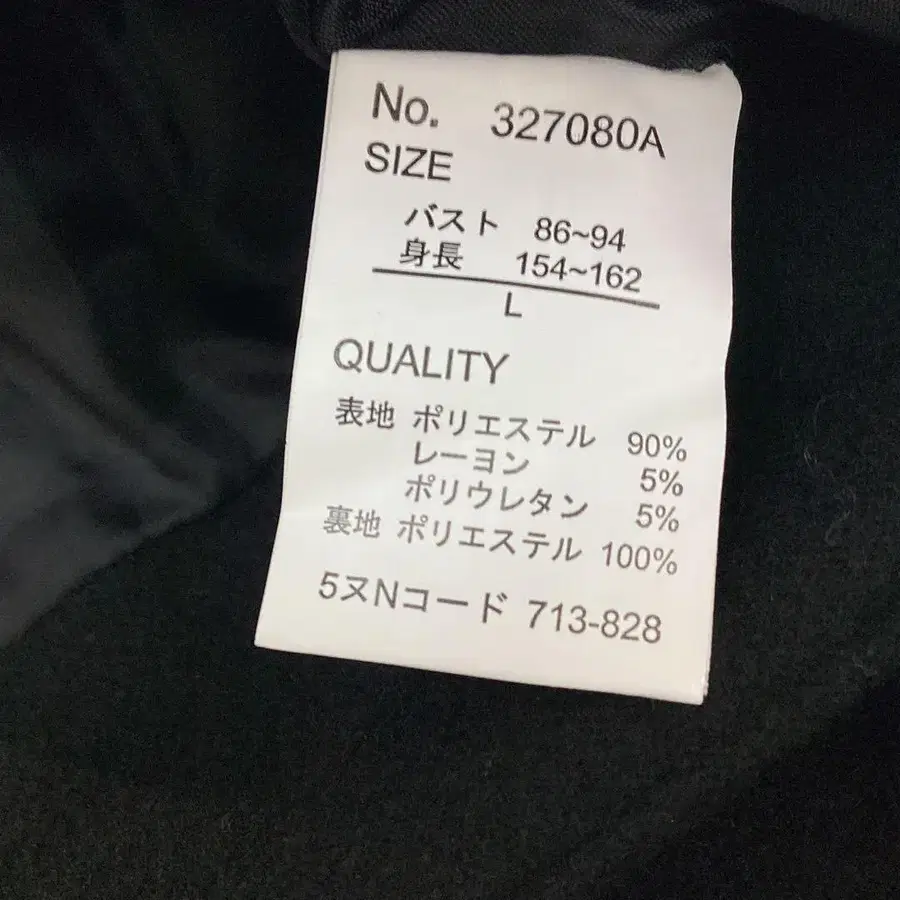 No. 327080A
SIZE
バスト 86~94
身長 154~162
L
QUALITY
表地 ポリエステル 90%
レーヨン 5%
ポリウレタン 5%
裏地 ポリエステル 100%
5ヌNコード 713-828